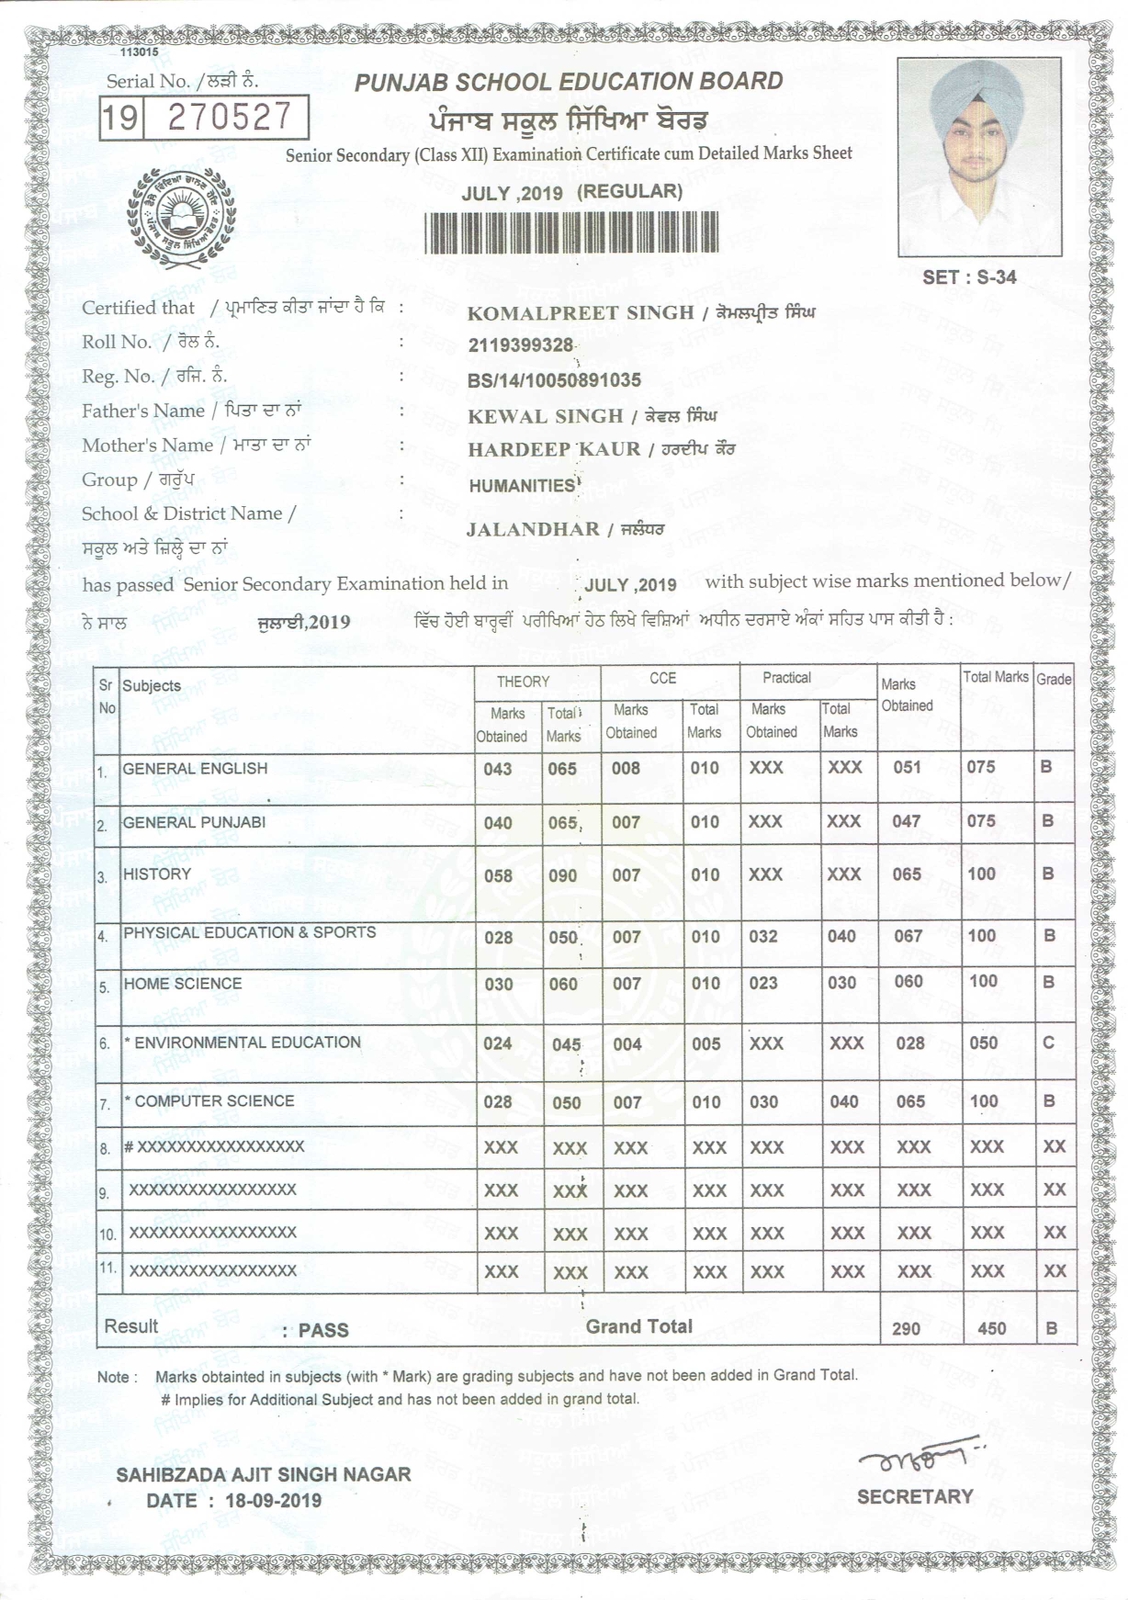 113015
Serial No. /ਲੜੀ ਨੰ.
19 270527
PUNJAB SCHOOL EDUCATION BOARD
ਪੰਜਾਬ ਸਕੂਲ ਸਿੱਖਿਆ ਬੋਰਡ
Senior Secondary (Class XII) Examination Certificate cum Detailed Marks Sheet
JULY ,2019 (REGULAR)
SET : S-34
Certified that / ਪ੍ਰਮਾਣਿਤ ਕੀਤਾ ਜਾਂਦਾ ਹੈ ਕਿ : KOMALPREET SINGH / ਕੋਮਲਪ੍ਰੀਤ ਸਿੰਘ
Roll No. / ਰੋਲ ਨੰ. : 2119399328
Reg. No. / ਰਜਿ. ਨੰ. : BS/14/10050891035
Father's Name / ਪਿਤਾ ਦਾ ਨਾਂ : KEWAL SINGH / ਕੇਵਲ ਸਿੰਘ
Mother's Name / ਮਾਤਾ ਦਾ ਨਾਂ : HARDEEP KAUR / ਹਰਦੀਪ ਕੌਰ
Group / ਗਰੁੱਪ : HUMANITIES
School & District Name / :
JALANDHAR / ਜਲੰਧਰ
ਸਕੂਲ ਅਤੇ ਜ਼ਿਲ੍ਹੇ ਦਾ ਨਾਂ
has passed Senior Secondary Examination held in JULY ,2019 with subject wise marks mentioned below/
ਨੇ ਸਾਲ ਜੁਲਾਈ,2019 ਵਿੱਚ ਹੋਈ ਬਾਰ੍ਹਵੀਂ ਪਰੀਖਿਆ ਹੇਠ ਲਿਖੇ ਵਿਸ਼ਿਆਂ ਅਧੀਨ ਦਰਸਾਏ ਅੰਕਾਂ ਸਹਿਤ ਪਾਸ ਕੀਤੀ ਹੈ :
Sr No Subjects THEORY CCE Practical Marks Obtained Total Marks Grade
Marks Obtained Total Marks Marks Obtained Total Marks Marks Obtained Total Marks
1. GENERAL ENGLISH 043 065 008 010 XXX XXX 051 075 B
2. GENERAL PUNJABI 040 065 007 010 XXX XXX 047 075 B
3. HISTORY 058 090 007 010 XXX XXX 065 100 B
4. PHYSICAL EDUCATION & SPORTS 028 050 007 010 032 040 067 100 B
5. HOME SCIENCE 030 060 007 010 023 030 060 100 B
6. * ENVIRONMENTAL EDUCATION 024 045 004 005 XXX XXX 028 050 C
7. * COMPUTER SCIENCE 028 050 007 010 030 040 065 100 B
8. # XXXXXXXXXXXXXXXXX XXX XXX XXX XXX XXX XXX XXX XXX XX
9. XXXXXXXXXXXXXXXXX XXX XXX XXX XXX XXX XXX XXX XXX XX
10. XXXXXXXXXXXXXXXXX XXX XXX XXX XXX XXX XXX XXX XXX XX
11. XXXXXXXXXXXXXXXXX XXX XXX XXX XXX XXX XXX XXX XXX XX
Result : PASS Grand Total 290 450 B
Note : Marks obtainted in subjects (with * Mark) are grading subjects and have not been added in Grand Total.
# Implies for Additional Subject and has not been added in grand total.
SAHIBZADA AJIT SINGH NAGAR
DATE : 18-09-2019
SECRETARY